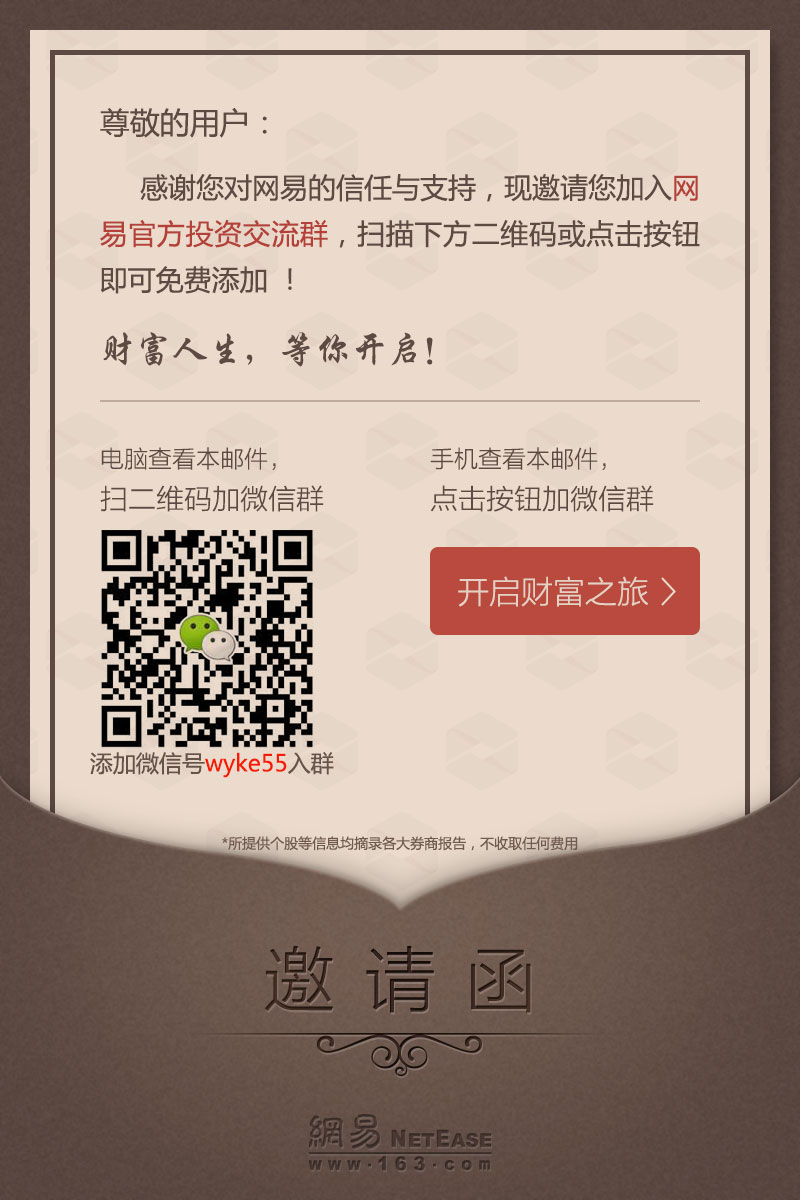 尊敬的用户：
感谢您对网易的信任与支持，现邀请您加入网
易官方投资交流群，扫描下方二维码或点击按钮
即可免费添加 ！
财富人生，等你开启！
电脑查看本邮件，
扫二维码加微信群
手机查看本邮件，
点击按钮加微信群
开启财富之旅 >
添加微信号wyke55入群
*所提供个股等信息均摘录各大券商报告，不收取任何费用
邀请函
網易 NETEASE
www·163·com